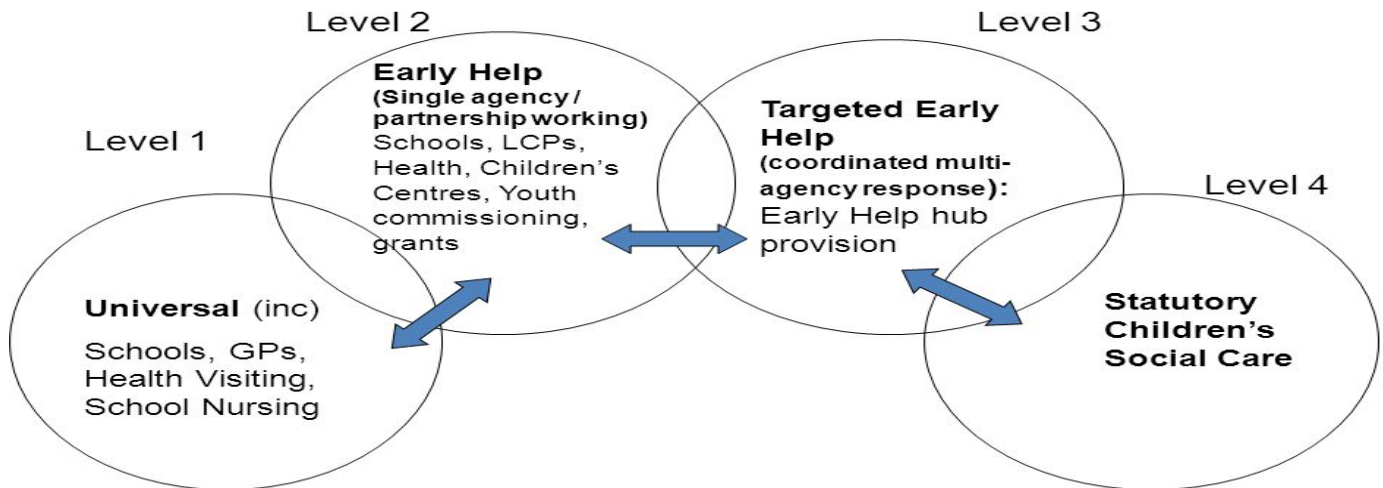 Level 1
Universal (inc)
Schools, GPs,
Health Visiting,
School Nursing
Level 2
Early Help
(Single agency /
partnership working)
Schools, LCPs,
Health, Children's
Centres, Youth
commissioning,
grants
Level 3
Targeted Early
Help
(coordinated multi-
agency response):
Early Help hub
provision
Level 4
Statutory
Children's
Social Care